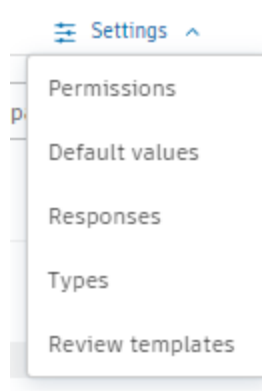 Settings
Permissions
Default values
Responses
Types
Review templates